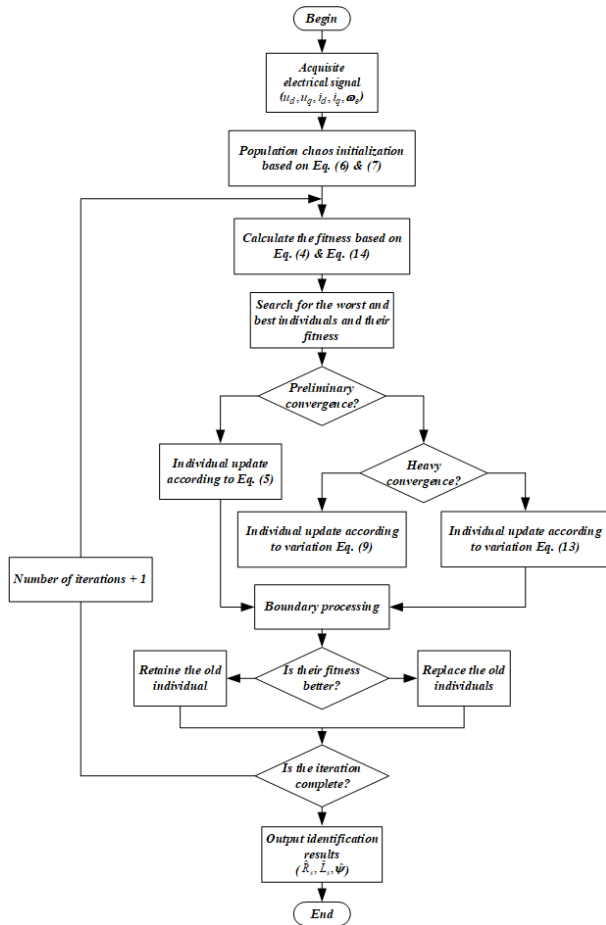 Begin
Acquisite
electrical signal
(u_d, u_q, i_d, i_q, ϖ_e)
Population chaos initialization
based on Eq. (6) & (7)
Calculate the fitness based on
Eq. (4) & Eq. (14)
Search for the worst and
best individuals and their
fitness
Preliminary
convergence?
Individual update
according to Eq. (5)
Heavy
convergence?
Individual update according
to variation Eq. (9)
Individual update according
to variation Eq. (13)
Number of iterations + 1
Boundary processing
Retaine the old
individual
Is their fitness
better?
Replace the old
individuals
Is the iteration
complete?
Output identification
results
(R̂_s, L̂_s, ψ̂)
End